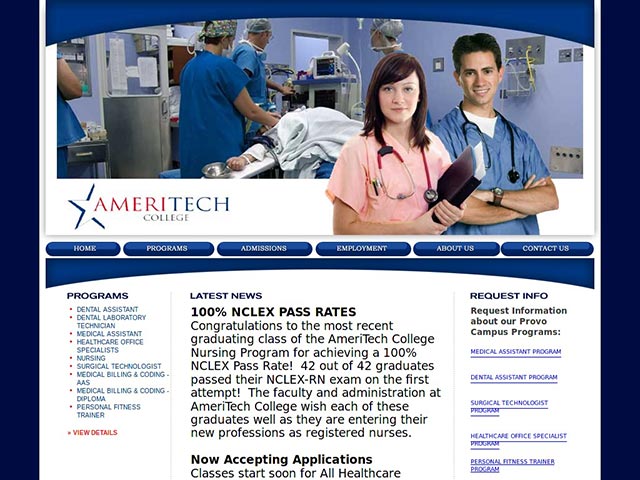 AMERITECH
COLLEGE
HOME
PROGRAMS
ADMISSIONS
EMPLOYMENT
ABOUT US
CONTACT US
PROGRAMS
• DENTAL ASSISTANT
• DENTAL LABORATORY
TECHNICIAN
• MEDICAL ASSISTANT
• HEALTHCARE OFFICE
SPECIALISTS
• NURSING
• SURGICAL TECHNOLOGIST
• MEDICAL BILLING & CODING -
AAS
• MEDICAL BILLING & CODING -
DIPLOMA
• PERSONAL FITNESS
TRAINER
» VIEW DETAILS
LATEST NEWS
100% NCLEX PASS RATES
Congratulations to the most recent
graduating class of the AmeriTech College
Nursing Program for achieving a 100%
NCLEX Pass Rate! 42 out of 42 graduates
passed their NCLEX-RN exam on the first
attempt! The faculty and administration at
AmeriTech College wish each of these
graduates well as they are entering their
new professions as registered nurses.
Now Accepting Applications
Classes start soon for All Healthcare
REQUEST INFO
Request Information
about our Provo
Campus Programs:
MEDICAL ASSISTANT PROGRAM
DENTAL ASSISTANT PROGRAM
SURGICAL TECHNOLOGIST
PROGRAM
HEALTHCARE OFFICE SPECIALIST
PROGRAM
PERSONAL FITNESS TRAINER
PROGRAM